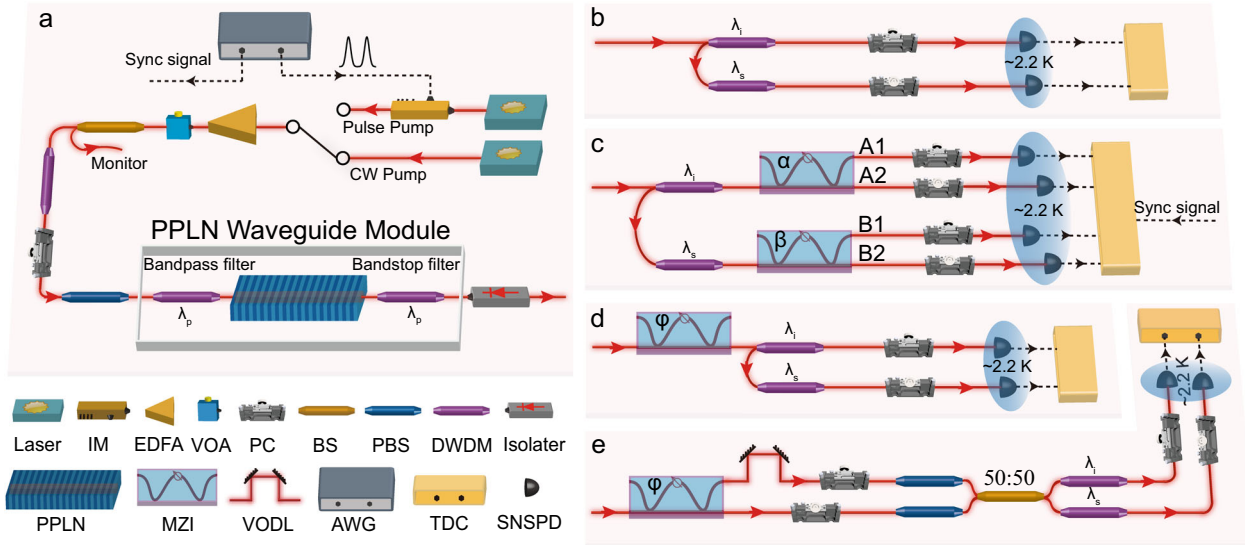 a
Sync signal
Pulse Pump
Monitor
CW Pump
PPLN Waveguide Module
Bandpass filter
Bandstop filter
λp
λp
Laser
IM
EDFA
VOA
PC
BS
PBS
DWDM
Isolater
PPLN
MZI
VODL
AWG
TDC
SNSPD
b
λi
λs
~2.2 K
c
λi
λs
α
β
A1
A2
B1
B2
~2.2 K
Sync signal
d
φ
λi
λs
~2.2 K
~2.2 K
e
φ
50:50
λi
λs